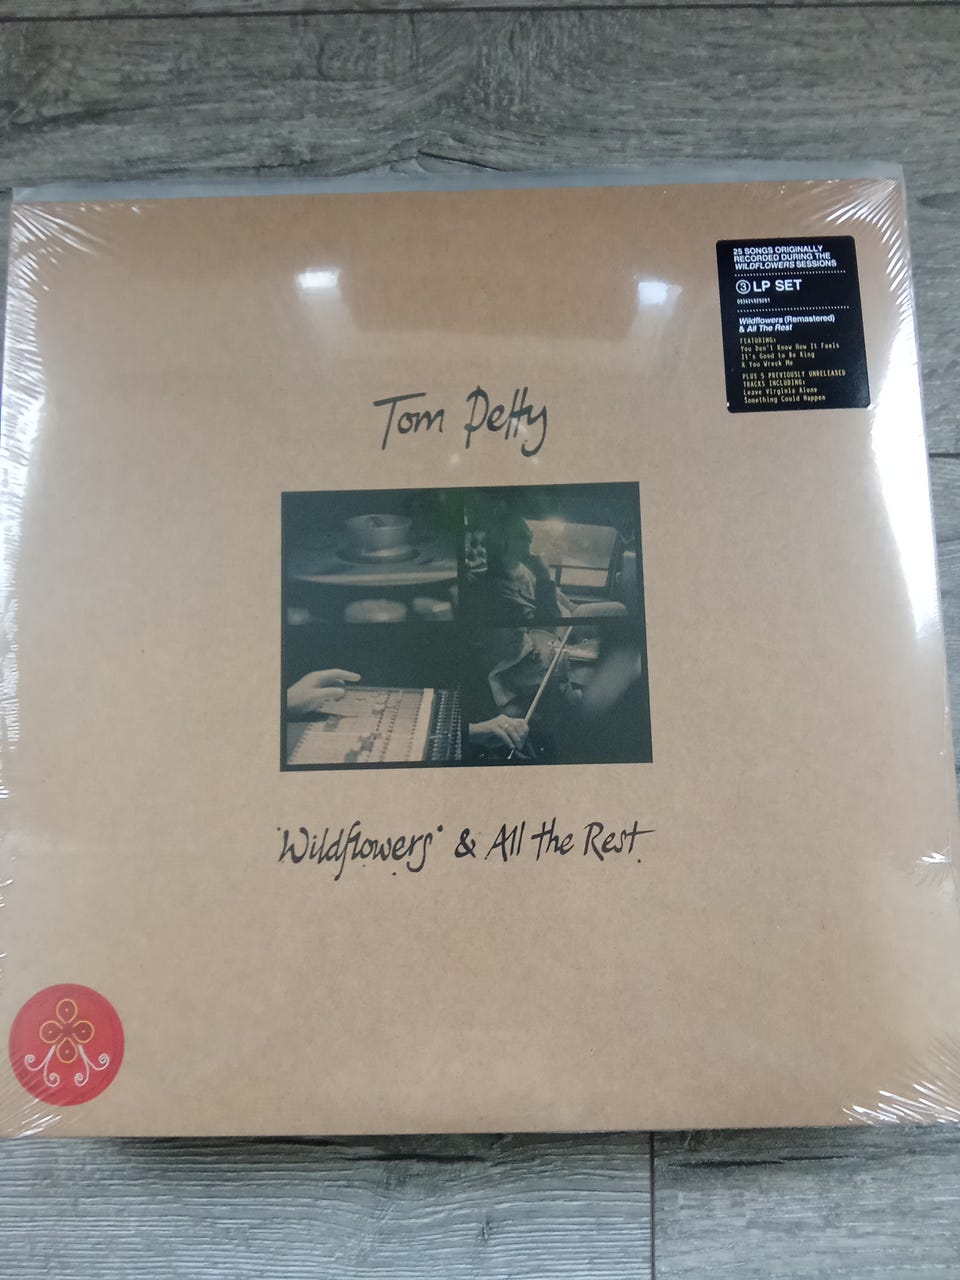 25 SONGS ORIGINALLY
RECORDED DURING THE
WILDFLOWERS SESSIONS
3 LP SET
093624929291
Wildflowers (Remastered)
& All The Rest
FEATURING:
You Don't Know How It Feels
It's Good to Be King
& You Wreck Me
PLUS 5 PREVIOUSLY UNRELEASED
TRACKS INCLUDING:
Leave Virginia Alone
Something Could Happen
Tom Petty
"Wildflowers" & All the Rest